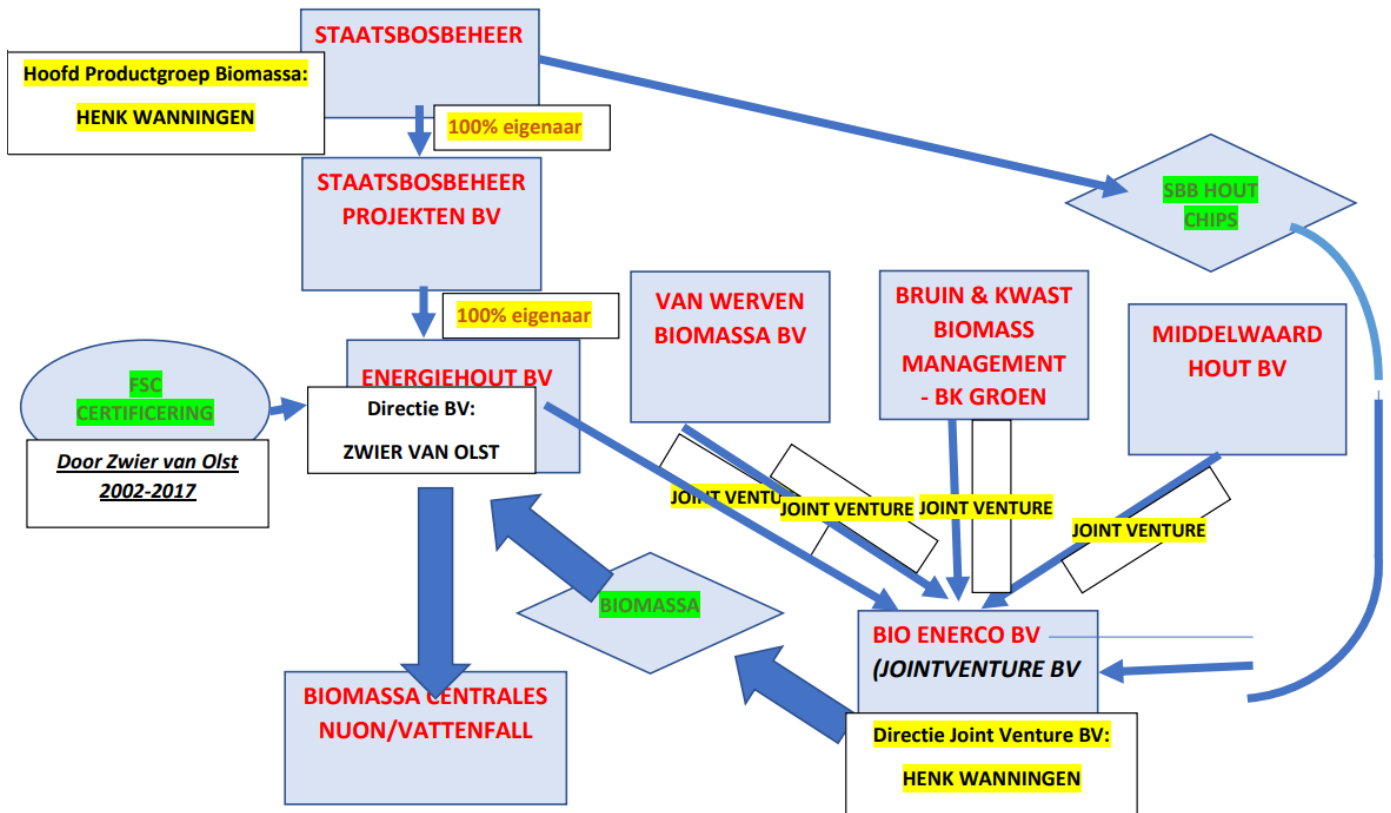 STAATSBOSBEHEER
Hoofd Productgroep Biomassa:
HENK WANNINGEN
100% eigenaar
STAATSBOSBEHEER
PROJEKTEN BV
SBB HOUT
CHIPS
100% eigenaar
VAN WERVEN
BIOMASSA BV
BRUIN & KWAST
BIOMASS
MANAGEMENT
- BK GROEN
MIDDELWAARD
HOUT BV
FSC
CERTIFICERING
Door Zwier van Olst
2002-2017
ENERGIEHOUT BV
Directie BV:
ZWIER VAN OLST
JOINT VENTU
JOINT VENTURE
JOINT VENTURE
JOINT VENTURE
BIOMASSA
BIO ENERCO BV
(JOINTVENTURE BV
BIOMASSA CENTRALES
NUON/VATTENFALL
Directie Joint Venture BV:
HENK WANNINGEN